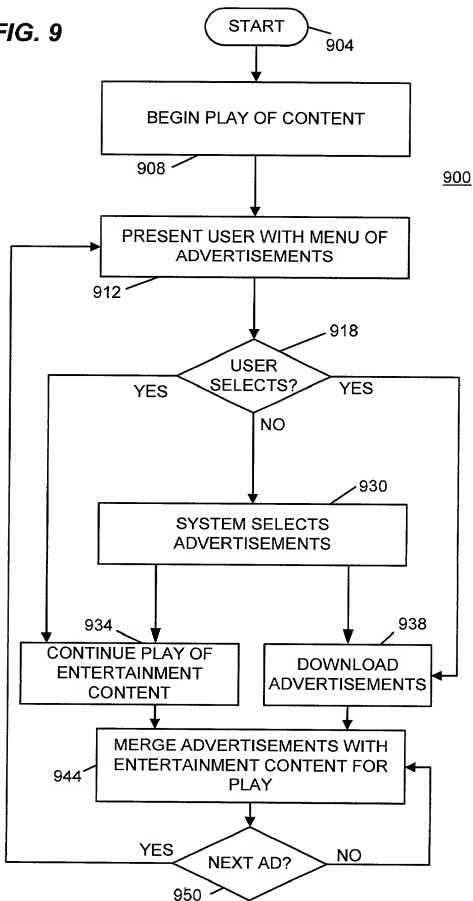 FIG. 9
START
904
BEGIN PLAY OF CONTENT
908
900
PRESENT USER WITH MENU OF
ADVERTISEMENTS
912
918
USER
SELECTS?
YES
YES
NO
930
SYSTEM SELECTS
ADVERTISEMENTS
934
938
CONTINUE PLAY OF
ENTERTAINMENT
CONTENT
DOWNLOAD
ADVERTISEMENTS
MERGE ADVERTISEMENTS WITH
ENTERTAINMENT CONTENT FOR
PLAY
944
YES
NEXT AD?
NO
950